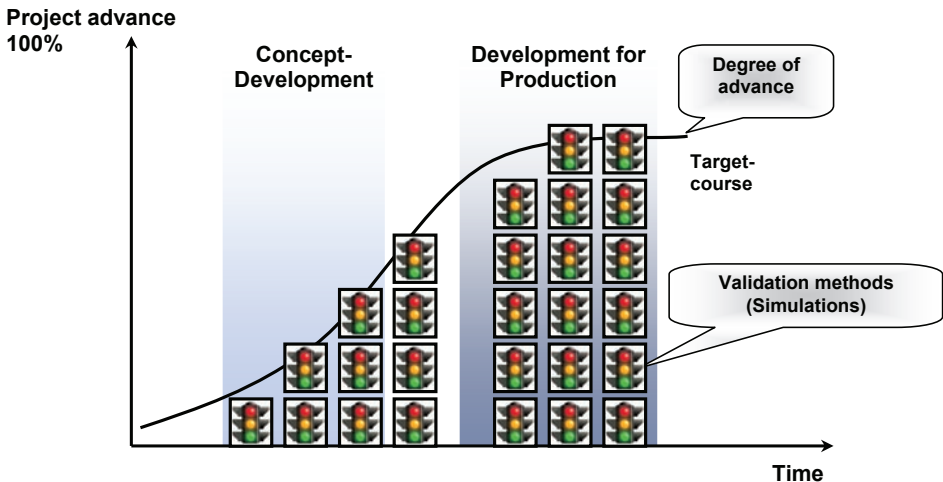 Project advance
100%
Concept-
Development
Development for
Production
Degree of
advance
Target-
course
Validation methods
(Simulations)
Time